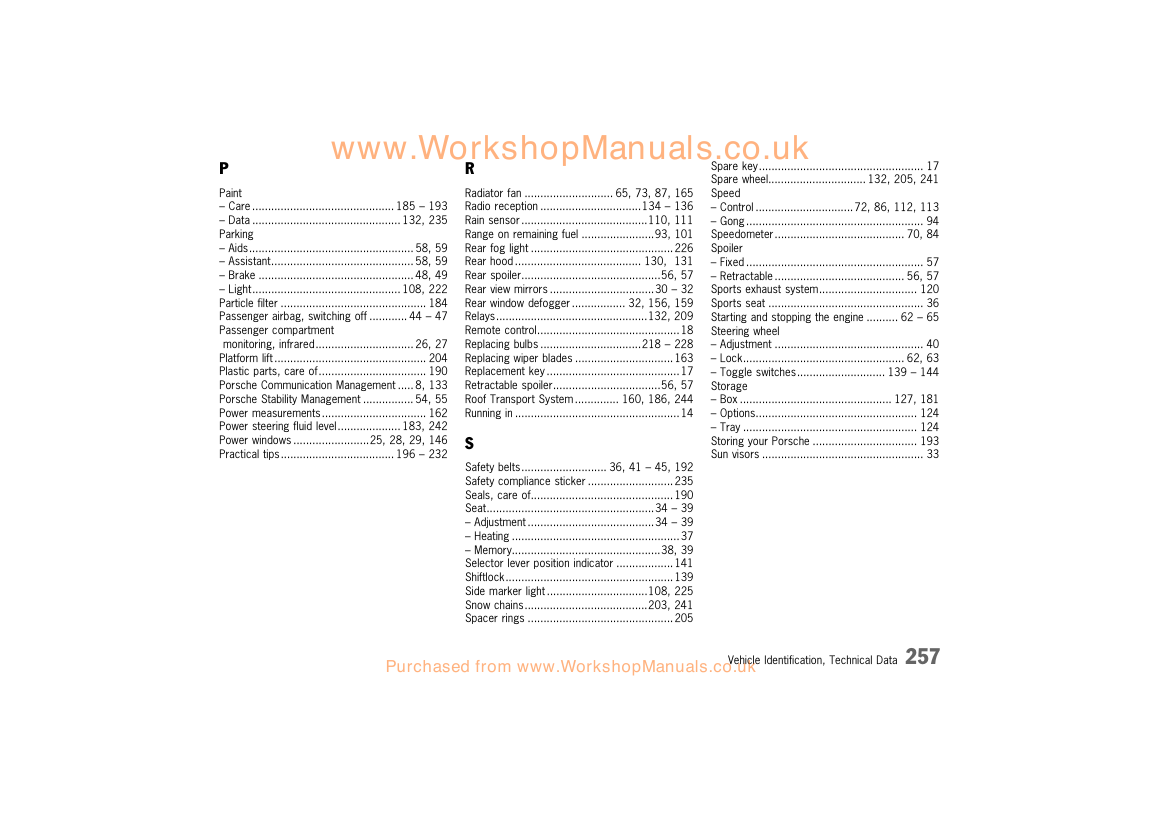 www.WorkshopManuals.co.uk
P
Paint
– Care ............................................. 185 – 193
– Data ............................................... 132, 235
Parking
– Aids .................................................... 58, 59
– Assistant ............................................. 58, 59
– Brake ................................................. 48, 49
– Light ............................................... 108, 222
Particle filter .............................................. 184
Passenger airbag, switching off ............ 44 – 47
Passenger compartment
monitoring, infrared ............................... 26, 27
Platform lift ................................................ 204
Plastic parts, care of .................................. 190
Porsche Communication Management ..... 8, 133
Porsche Stability Management ................ 54, 55
Power measurements ................................. 162
Power steering fluid level .................... 183, 242
Power windows ........................ 25, 28, 29, 146
Practical tips .................................... 196 – 232
R
Radiator fan ............................ 65, 73, 87, 165
Radio reception ................................ 134 – 136
Rain sensor ........................................ 110, 111
Range on remaining fuel ....................... 93, 101
Rear fog light ............................................. 226
Rear hood ........................................ 130, 131
Rear spoiler ............................................ 56, 57
Rear view mirrors ................................. 30 – 32
Rear window defogger ................. 32, 156, 159
Relays ................................................ 132, 209
Remote control ............................................. 18
Replacing bulbs ................................ 218 – 228
Replacing wiper blades ............................... 163
Replacement key .......................................... 17
Retractable spoiler .................................. 56, 57
Roof Transport System .............. 160, 186, 244
Running in .................................................... 14
S
Safety belts ........................... 36, 41 – 45, 192
Safety compliance sticker ........................... 235
Seals, care of ............................................. 190
Seat ..................................................... 34 – 39
– Adjustment ........................................ 34 – 39
– Heating ..................................................... 37
– Memory ............................................... 38, 39
Selector lever position indicator .................. 141
Shiftlock ..................................................... 139
Side marker light ................................ 108, 225
Snow chains ....................................... 203, 241
Spacer rings .............................................. 205
Spare key .................................................... 17
Spare wheel ............................... 132, 205, 241
Speed
– Control ............................... 72, 86, 112, 113
– Gong ........................................................ 94
Speedometer ......................................... 70, 84
Spoiler
– Fixed ........................................................ 57
– Retractable ......................................... 56, 57
Sports exhaust system ............................... 120
Sports seat ................................................. 36
Starting and stopping the engine .......... 62 – 65
Steering wheel
– Adjustment ............................................... 40
– Lock ................................................... 62, 63
– Toggle switches ............................ 139 – 144
Storage
– Box ................................................ 127, 181
– Options ................................................... 124
– Tray ....................................................... 124
Storing your Porsche ................................. 193
Sun visors ................................................... 33
Vehicle Identification, Technical Data 257
Purchased from www.WorkshopManuals.co.uk